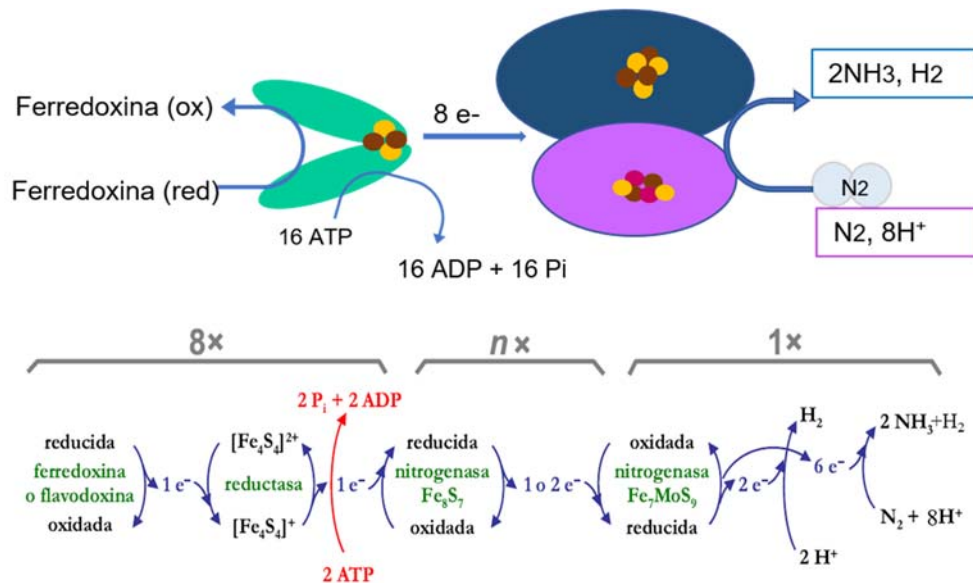 Ferredoxina (ox)
Ferredoxina (red)
16 ATP
16 ADP + 16 Pi
8 e-
2NH3, H2
N2
N2, 8H⁺
8×
n ×
1×
2 Pᵢ + 2 ADP
reducida
ferredoxina
o flavodoxina
oxidada
1 e⁻
[Fe₄S₄]²⁺
reductasa
[Fe₄S₄]⁺
1 e⁻
2 ATP
reducida
nitrogenasa
Fe₈S₇
oxidada
1 o 2 e⁻
oxidada
nitrogenasa
Fe₇MoS₉
reducida
2 e⁻
H₂
2 H⁺
6 e⁻
2 NH₃+H₂
N₂ + 8H⁺